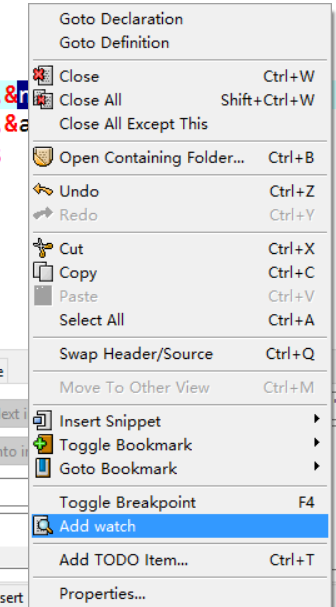 Goto Declaration
Goto Definition
Close Ctrl+W
Close All Shift+Ctrl+W
Close All Except This
Open Containing Folder... Ctrl+B
Undo Ctrl+Z
Redo Ctrl+Y
Cut Ctrl+X
Copy Ctrl+C
Paste Ctrl+V
Select All Ctrl+A
Swap Header/Source Ctrl+Q
Move To Other View Ctrl+M
Insert Snippet
Toggle Bookmark
Goto Bookmark
Toggle Breakpoint F4
Add watch
Add TODO Item... Ctrl+T
Properties...